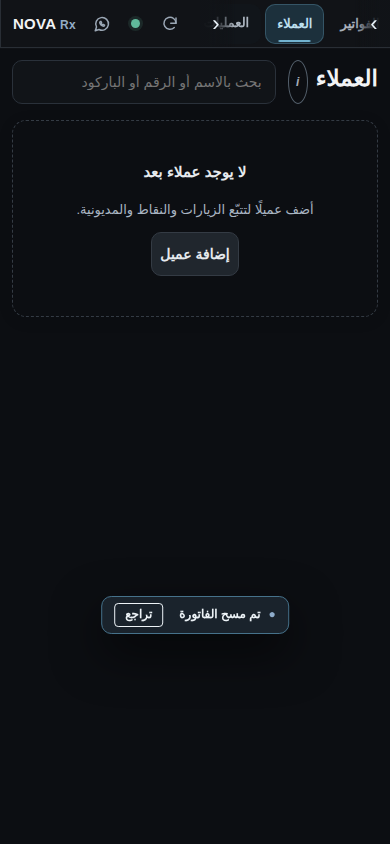 فواتير
العملاء
NOVA Rx
العملاء
i
بحث بالاسم أو الرقم أو الباركود
لا يوجد عملاء بعد
أضف عميلًا لتتبّع الزيارات والنقاط والمديونية.
إضافة عميل
تم مسح الفاتورة
تراجع